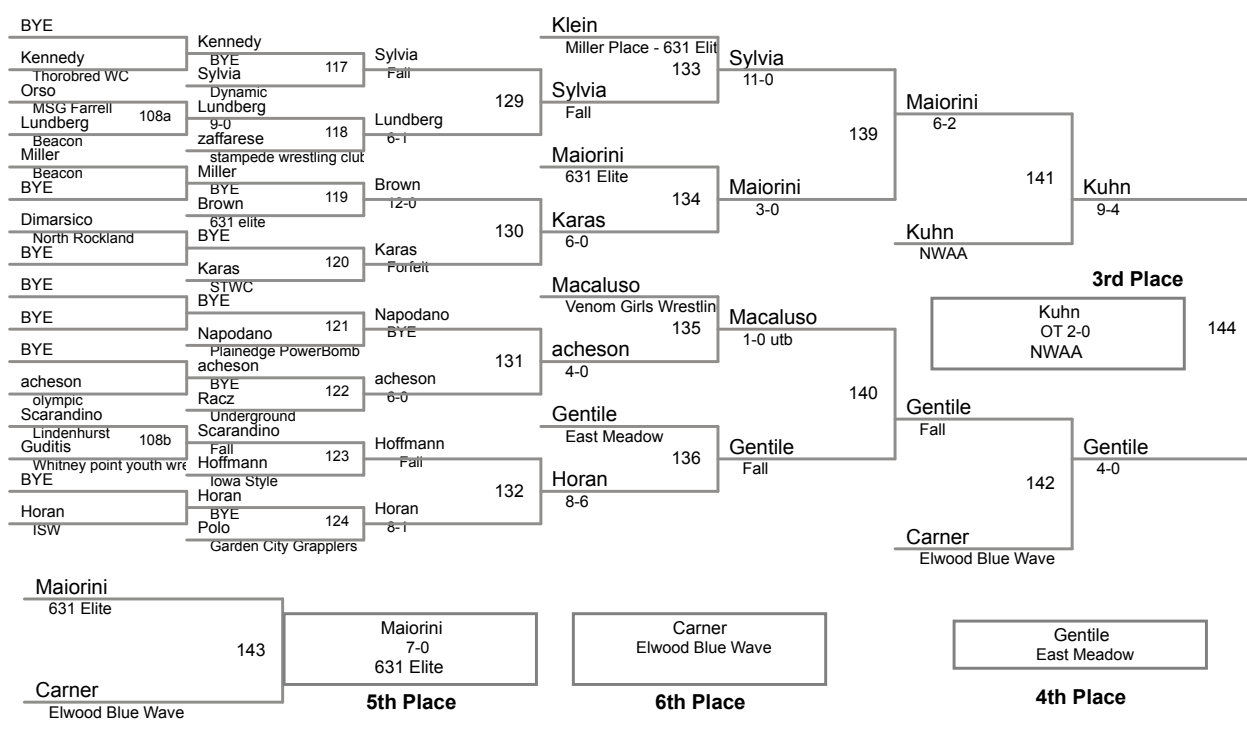 BYE
Kennedy
Thorobred WC
Orso
MSG Farrell
108a
Lundberg
Beacon
Miller
Beacon
BYE
Dimarsico
North Rockland
BYE
BYE
BYE
BYE
acheson
olympic
Scarandino
Lindenhurst
108b
Guditis
Whitney point youth wre
BYE
Horan
ISW
Kennedy
BYE
117
Sylvia
Dynamic
Lundberg
9-0
118
zaffarese
stampede wrestling club
Miller
BYE
119
Brown
631 elite
BYE
120
Karas
STWC
BYE
121
Napodano
Plainedge PowerBomb
acheson
BYE
122
Racz
Underground
Scarandino
Fall
123
Hoffmann
Iowa Style
Horan
BYE
124
Polo
Garden City Grapplers
Sylvia
Fall
129
Lundberg
6-1
Brown
12-0
130
Karas
Forfeit
Napodano
BYE
131
acheson
6-0
Hoffmann
Fall
132
Horan
8-1
Klein
Miller Place - 631 Elit
133
Sylvia
Fall
Maiorini
631 Elite
134
Karas
6-0
Macaluso
Venom Girls Wrestlin
135
acheson
4-0
Gentile
East Meadow
136
Horan
8-6
Sylvia
11-0
139
Maiorini
3-0
Macaluso
1-0 utb
140
Gentile
Fall
Maiorini
6-2
141
Kuhn
NWAA
Gentile
Fall
142
Carner
Elwood Blue Wave
Kuhn
9-4
3rd Place
Kuhn
OT 2-0
NWAA
144
Gentile
4-0
Maiorini
631 Elite
143
Carner
Elwood Blue Wave
Maiorini
7-0
631 Elite
5th Place
Carner
Elwood Blue Wave
6th Place
Gentile
East Meadow
4th Place